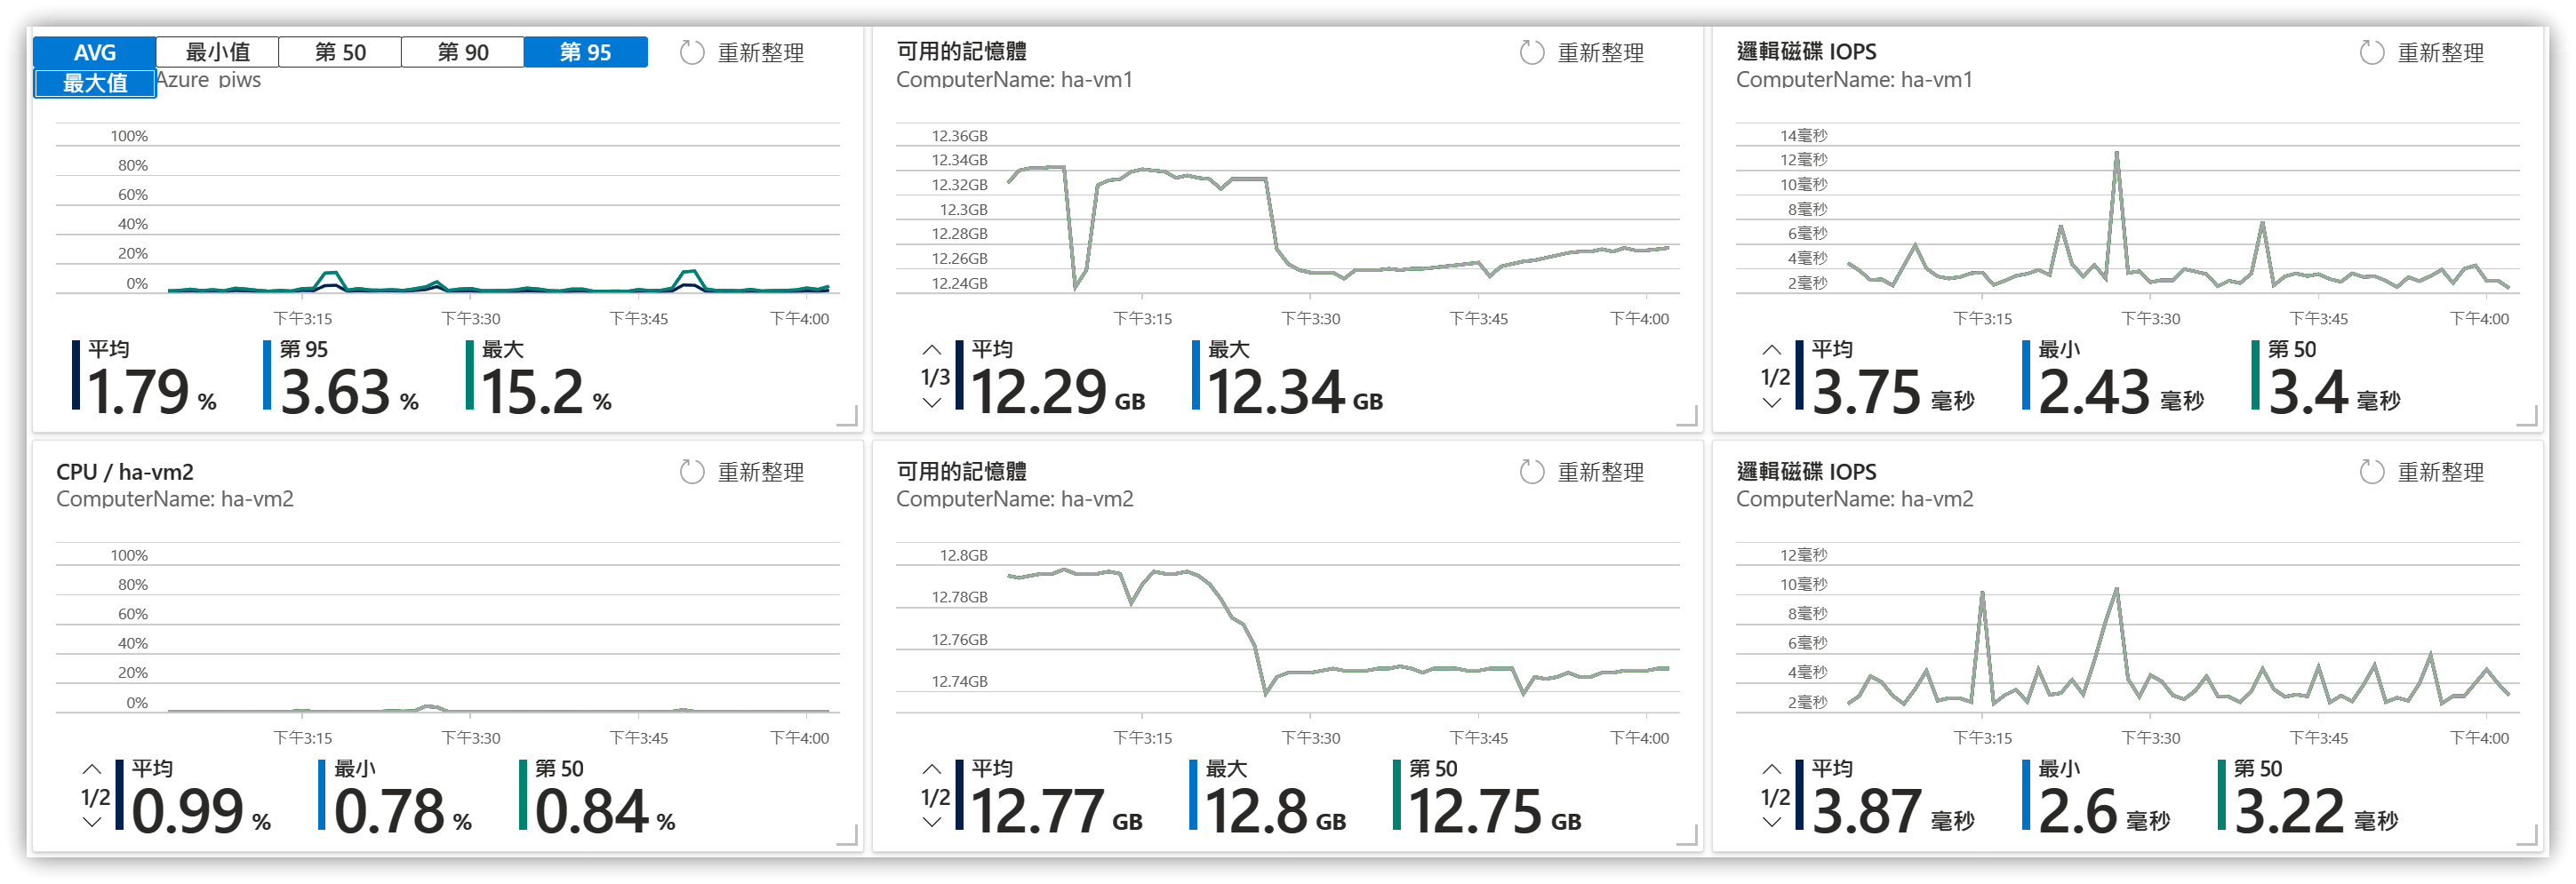 AVG 最小值 第 50 第 90 第 95 重新整理
最大值 Azure_piws
100%
80%
60%
40%
20%
0%
下午3:15 下午3:30 下午3:45 下午4:00
平均 第 95 最大
1.79 % 3.63 % 15.2 %
可用的記憶體 重新整理
ComputerName: ha-vm1
12.36GB
12.34GB
12.32GB
12.3GB
12.28GB
12.26GB
12.24GB
下午3:15 下午3:30 下午3:45 下午4:00
平均 最大
1/3 12.29 GB 12.34 GB
邏輯磁碟 IOPS 重新整理
ComputerName: ha-vm1
14毫秒
12毫秒
10毫秒
8毫秒
6毫秒
4毫秒
2毫秒
下午3:15 下午3:30 下午3:45 下午4:00
平均 最小 第 50
1/2 3.75 毫秒 2.43 毫秒 3.4 毫秒
CPU / ha-vm2 重新整理
ComputerName: ha-vm2
100%
80%
60%
40%
20%
0%
下午3:15 下午3:30 下午3:45 下午4:00
平均 最小 第 50
1/2 0.99 % 0.78 % 0.84 %
可用的記憶體 重新整理
ComputerName: ha-vm2
12.8GB
12.78GB
12.76GB
12.74GB
下午3:15 下午3:30 下午3:45 下午4:00
平均 最大 第 50
1/2 12.77 GB 12.8 GB 12.75 GB
邏輯磁碟 IOPS 重新整理
ComputerName: ha-vm2
12毫秒
10毫秒
8毫秒
6毫秒
4毫秒
2毫秒
下午3:15 下午3:30 下午3:45 下午4:00
平均 最小 第 50
1/2 3.87 毫秒 2.6 毫秒 3.22 毫秒